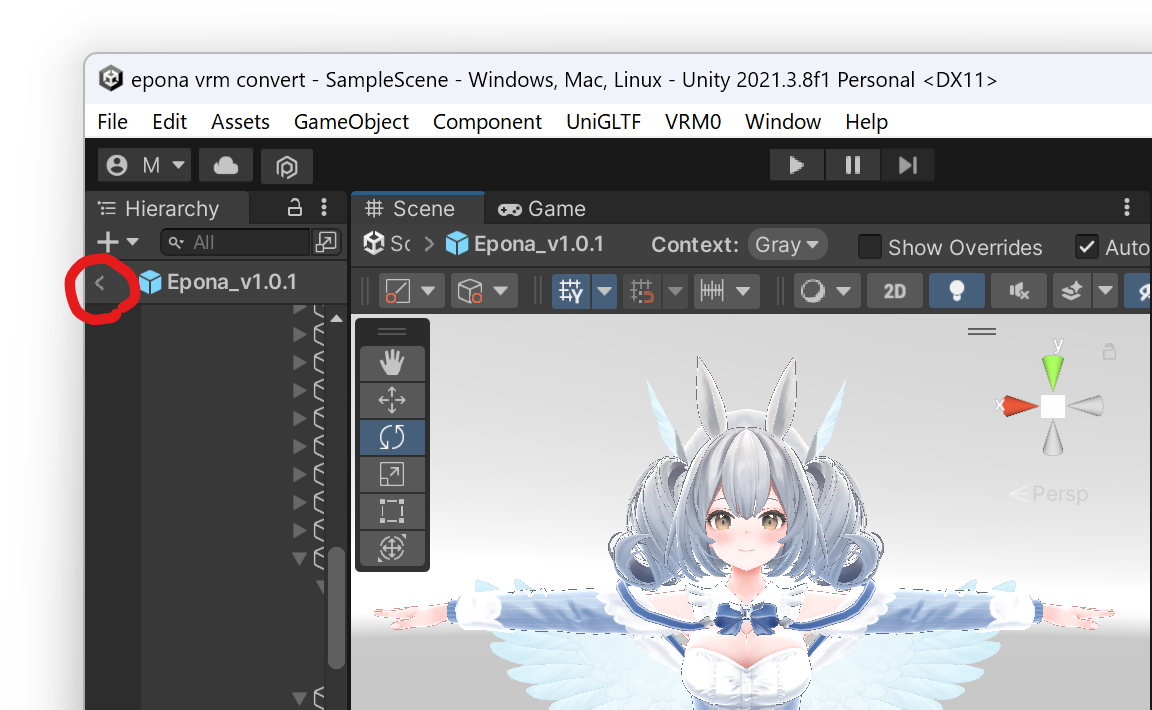 epona vrm convert - SampleScene - Windows, Mac, Linux - Unity 2021.3.8f1 Personal <DX11>
File Edit Assets GameObject Component UniGLTF VRM0 Window Help
M
Hierarchy
Scene Game
All
Sc > Epona_v1.0.1 Context: Gray Show Overrides Auto
< Epona_v1.0.1
2D
y
x
Persp